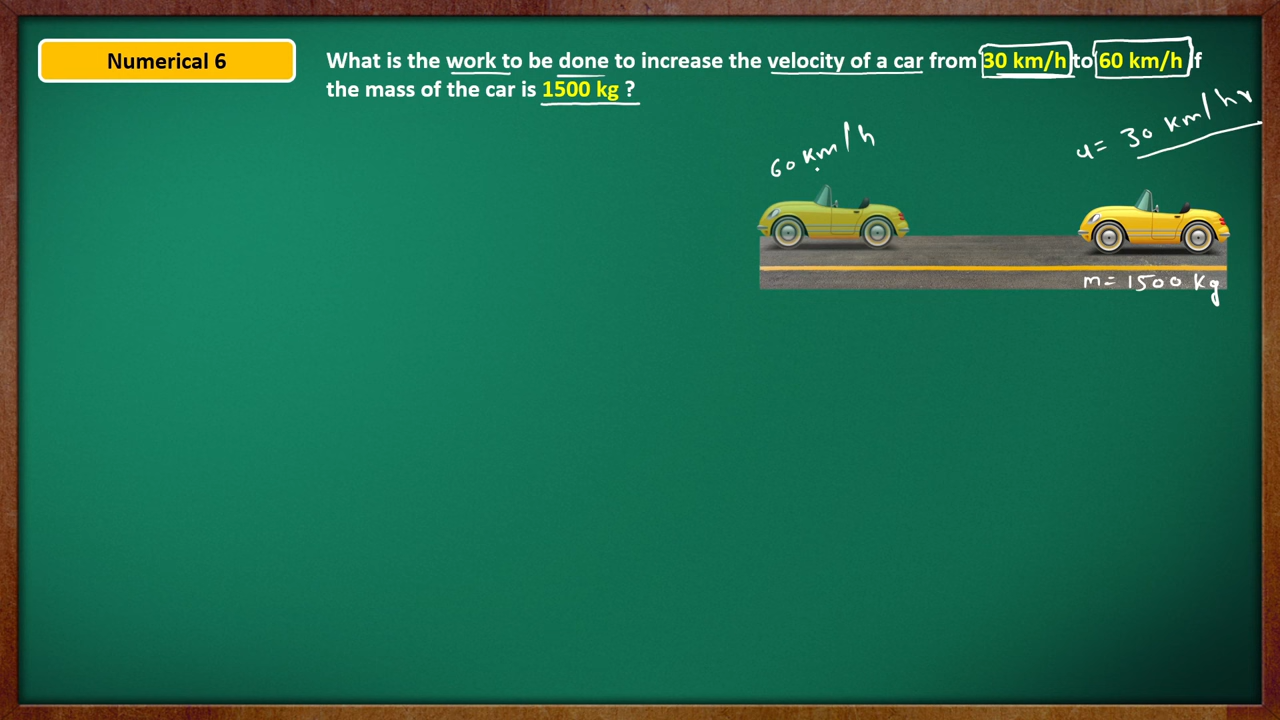 Numerical 6
What is the work to be done to increase the velocity of a car from 30 km/h to 60 km/h if
the mass of the car is 1500 kg ?
60 km/h
u= 30 km/hr
m= 1500 kg